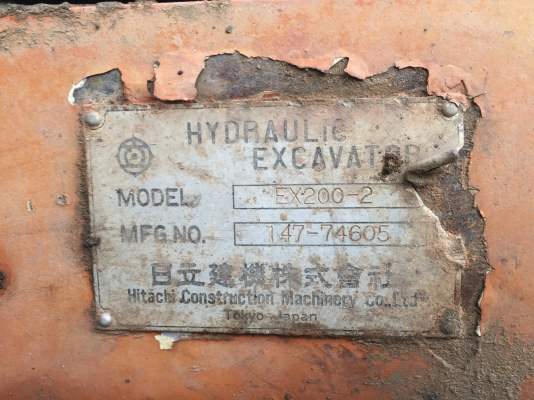 HYDRAULIC
EXCAVATOR
MODEL EX200-2
MFG.NO. 147-74605
日立建機株式會社
Hitachi Construction Machinery Co.,Ltd
Tokyo Japan